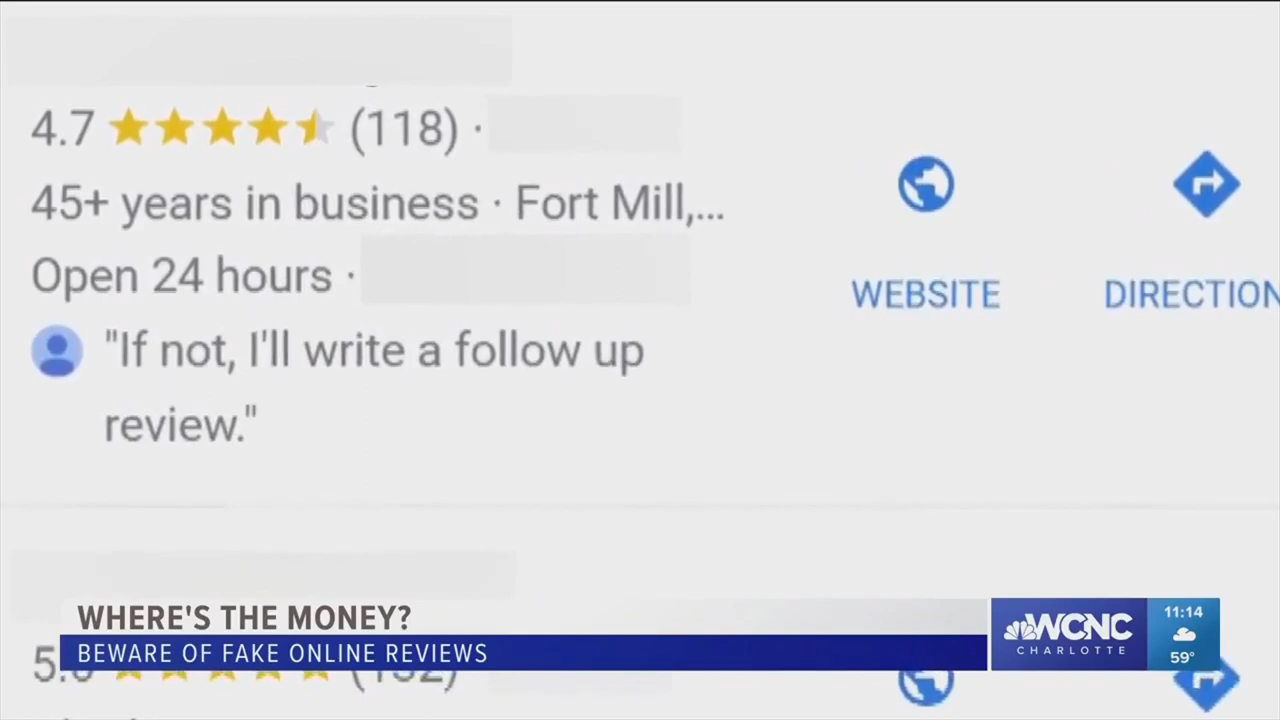 4.7 (118) ·
45+ years in business · Fort Mill,...
WEBSITE
DIRECTION
Open 24 hours ·
"If not, I'll write a follow up
review."
WHERE'S THE MONEY?
BEWARE OF FAKE ONLINE REVIEWS
WCNC
CHARLOTTE
11:14
59°